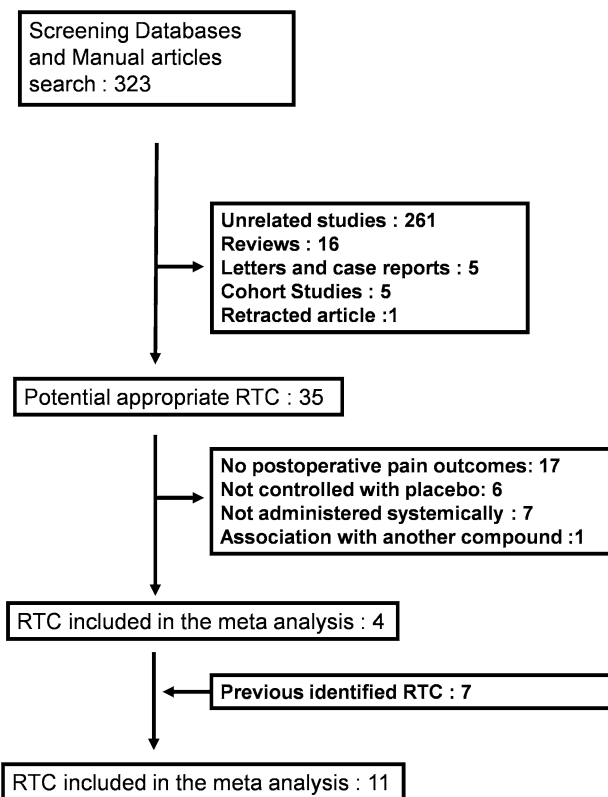 Screening Databases
and Manual articles
search : 323
Unrelated studies : 261
Reviews : 16
Letters and case reports : 5
Cohort Studies : 5
Retracted article :1
Potential appropriate RTC : 35
No postoperative pain outcomes: 17
Not controlled with placebo: 6
Not administered systemically : 7
Association with another compound :1
RTC included in the meta analysis : 4
Previous identified RTC : 7
RTC included in the meta analysis : 11